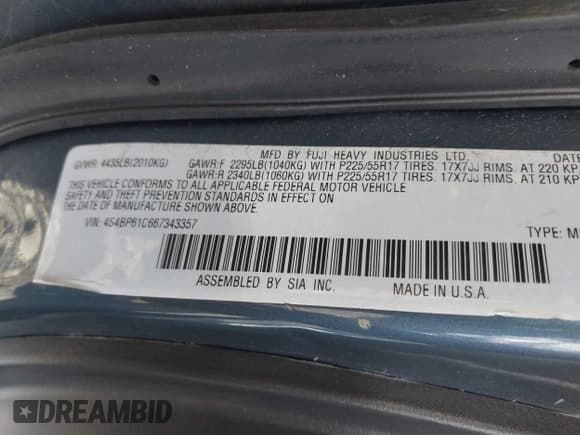 MFD BY FUJI HEAVY INDUSTRIES LTD.
GVWR: 4435LB(2010KG) GAWR:F 2295LB(1040KG) WITH P225/55R17 TIRES. 17X7JJ RIMS. AT 220 KP
GAWR:R 2340LB(1060KG) WITH P225/55R17 TIRES. 17X7JJ RIMS. AT 210 KP
THIS VEHICLE CONFORMS TO ALL APPLICABLE FEDERAL MOTOR VEHICLE
SAFETY AND THEFT PREVENTION STANDARDS IN EFFECT ON
THE DATE OF MANUFACTURE SHOWN ABOVE.
VIN: 4S4BP61C667343357 TYPE:
ASSEMBLED BY SIA INC. MADE IN U.S.A.
DREAMBID